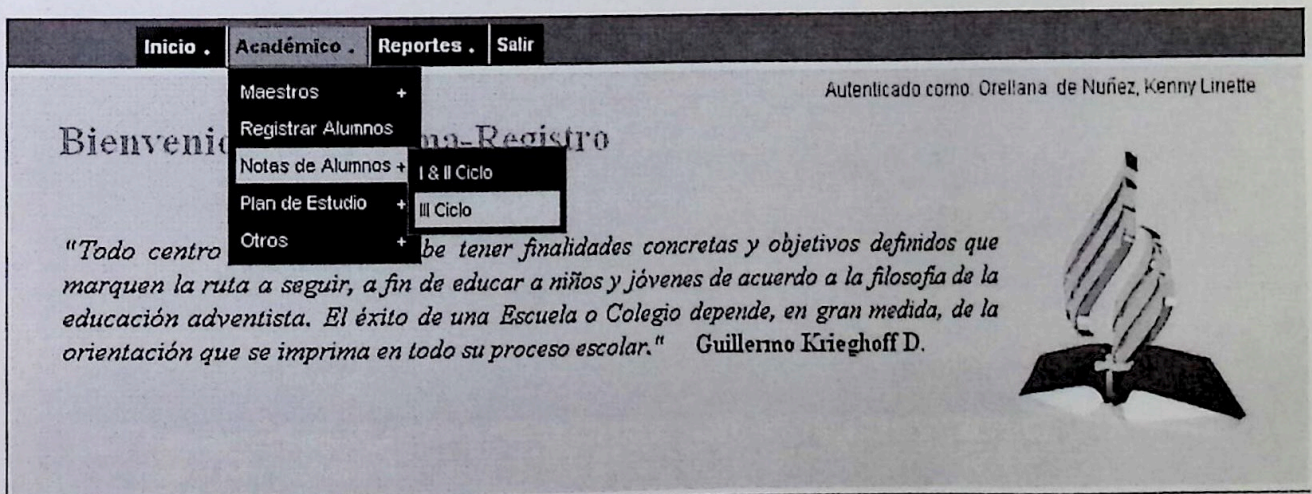 Inicio . Académico . Reportes . Salir
Autenticado como: Orellana de Nuñez, Kenny Linette
Maestros +
Registrar Alumnos
Notas de Alumnos +
Plan de Estudio +
Otros +
I & II Ciclo
III Ciclo
Bienvenid ma-Registro
"Todo centro be tener finalidades concretas y objetivos definidos que
marquen la ruta a seguir, a fin de educar a niños y jóvenes de acuerdo a la filosofía de la
educación adventista. El éxito de una Escuela o Colegio depende, en gran medida, de la
orientación que se imprima en todo su proceso escolar." Guillermo Krieghoff D.